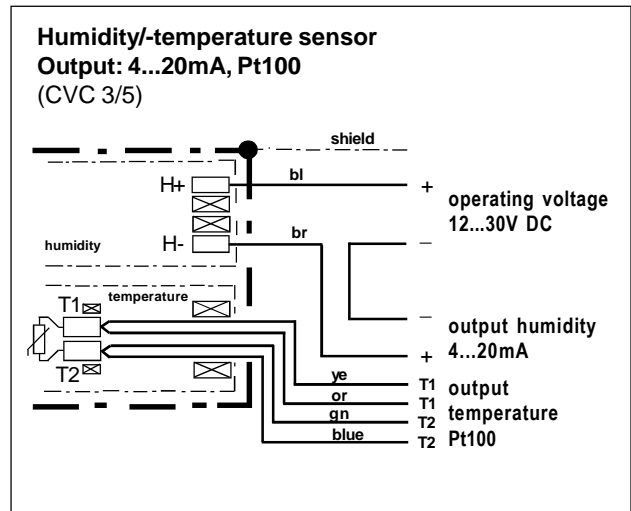 Humidity/-temperature sensor
Output: 4...20mA, Pt100
(CVC 3/5)
shield
H+
bl
+
operating voltage
12...30V DC
humidity
H-
br
–
–
output humidity
4...20mA
+
temperature
T1
T2
ye
T1
or
T1
gn
T2
blue
T2
output
temperature
Pt100